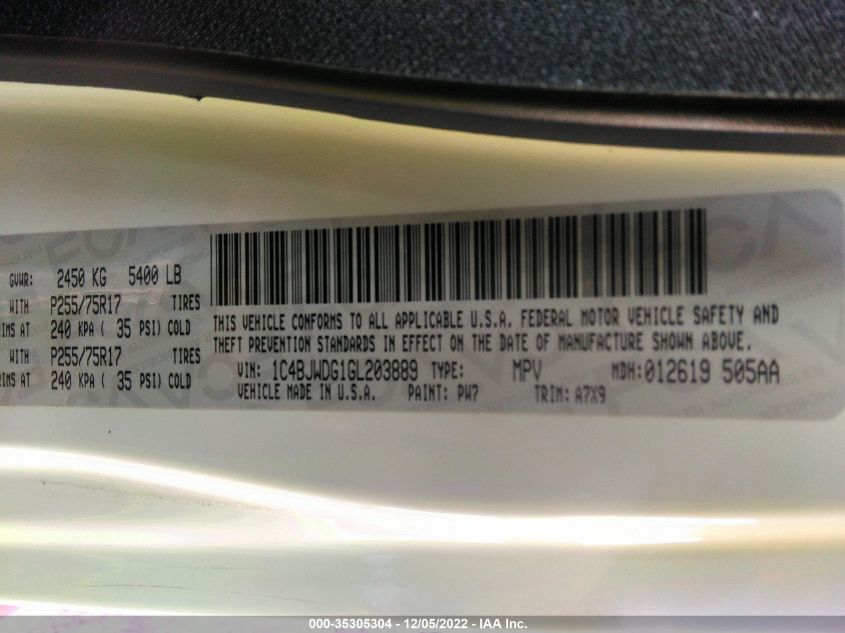 GVWR: 2450 KG 5400 LB
WITH P255/75R17 TIRES
RIMS AT 240 KPA ( 35 PSI) COLD
WITH P255/75R17 TIRES
RIMS AT 240 KPA ( 35 PSI) COLD
THIS VEHICLE CONFORMS TO ALL APPLICABLE U.S.A. FEDERAL MOTOR VEHICLE SAFETY AND
THEFT PREVENTION STANDARDS IN EFFECT ON THE DATE OF MANUFACTURE SHOWN ABOVE.
VIN: 1C4BJWDG1GL203889 TYPE: MPV MDH: 012619 505AA
VEHICLE MADE IN U.S.A. PAINT: PW7 TRIM: A7X9
000-35305304 - 12/05/2022 - IAA Inc.